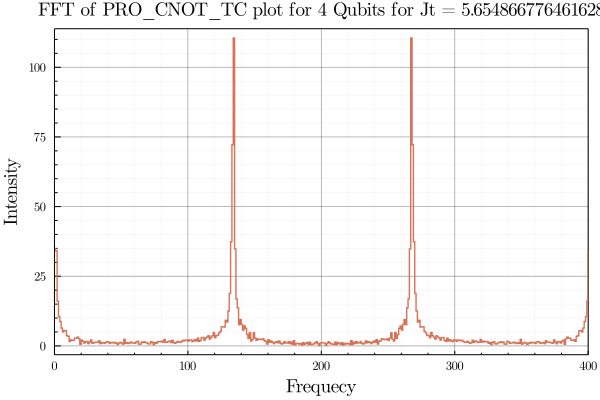 FFT of PRO_CNOT_TC plot for 4 Qubits for Jt = 5.654866776461628
Intensity
100
75
50
25
0
0 100 200 300 400
Frequecy